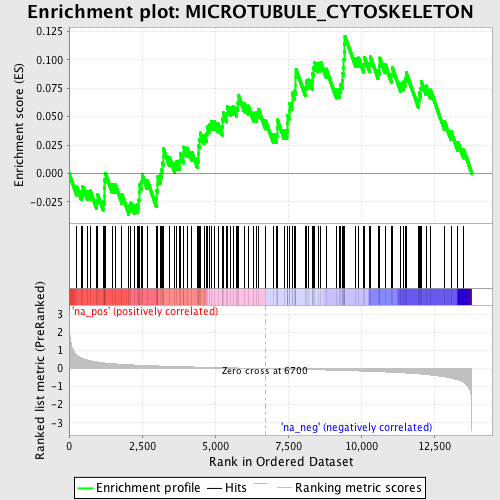 Enrichment plot: MICROTUBULE_CYTOSKELETON
Enrichment score (ES)
0.125
0.100
0.075
0.050
0.025
0.000
-0.025
'na_pos' (positively correlated)
Ranked list metric (PreRanked)
3
2
1
0
-1
-2
-3
Zero cross at 6700
'na_neg' (negatively correlated)
0
2,500
5,000
7,500
10,000
12,500
Rank in Ordered Dataset
Enrichment profile
Hits
Ranking metric scores